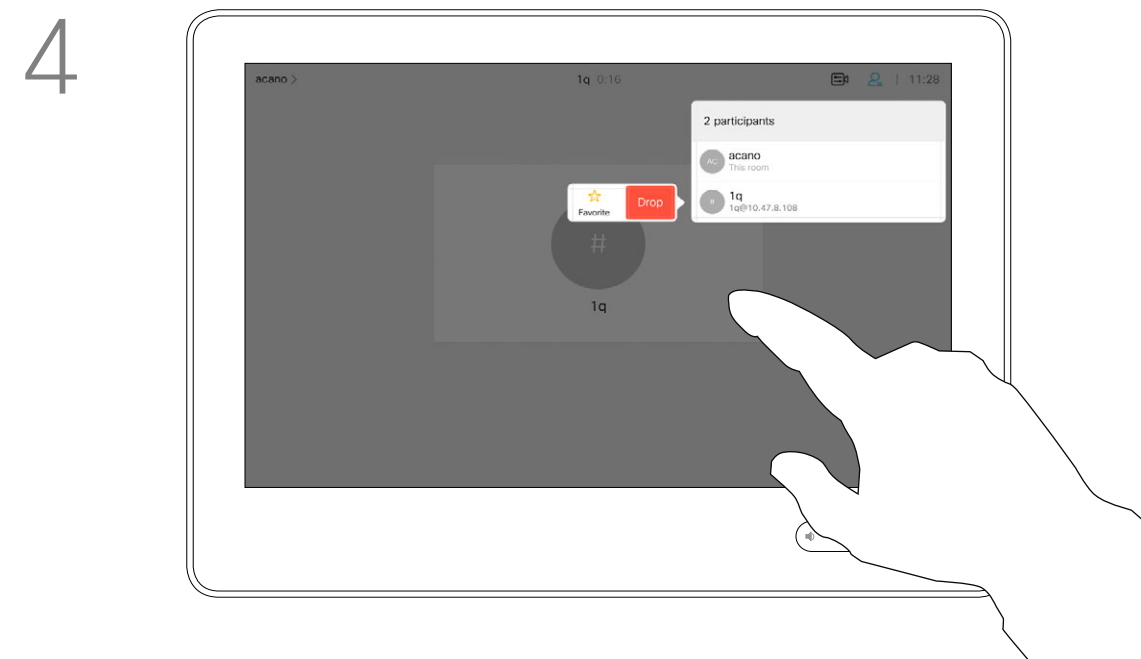 4
acano >
1q 0:16
11:28
2 participants
AC
acano
This room
1q
1q@10.47.8.108
Favorite
Drop
#
1q